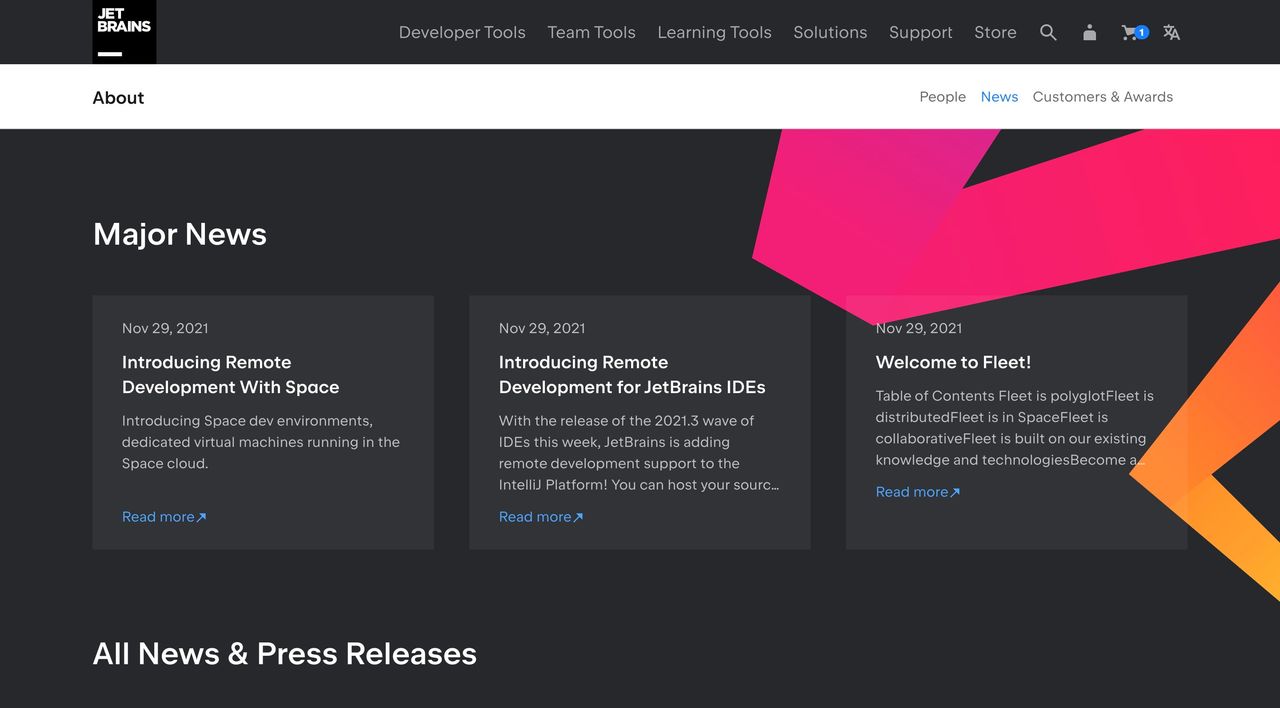 JET
BRAINS
Developer Tools Team Tools Learning Tools Solutions Support Store 1
About People News Customers & Awards
Major News
Nov 29, 2021
Introducing Remote
Development With Space
Introducing Space dev environments,
dedicated virtual machines running in the
Space cloud.
Read more↗
Nov 29, 2021
Introducing Remote
Development for JetBrains IDEs
With the release of the 2021.3 wave of
IDEs this week, JetBrains is adding
remote development support to the
IntelliJ Platform! You can host your sourc...
Read more↗
Nov 29, 2021
Welcome to Fleet!
Table of Contents Fleet is polyglotFleet is
distributedFleet is in SpaceFleet is
collaborativeFleet is built on our existing
knowledge and technologiesBecome a...
Read more↗
All News & Press Releases